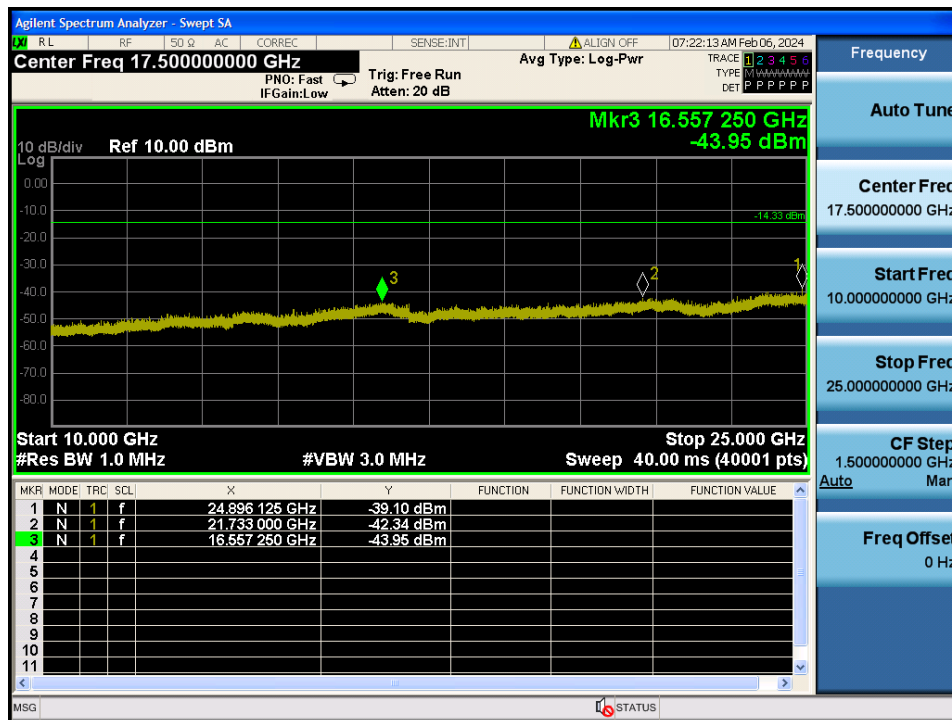 Agilent Spectrum Analyzer - Swept SA
LXI RL RF 50 Ω AC CORREC SENSE:INT ALIGN OFF 07:22:13 AM Feb 06, 2024
Center Freq 17.500000000 GHz
PNO: Fast
IFGain:Low
Trig: Free Run
Atten: 20 dB
Avg Type: Log-Pwr
TRACE 1 2 3 4 5 6
TYPE M WWWWW
DET P P P P P P
Mkr3 16.557 250 GHz
-43.95 dBm
10 dB/div Ref 10.00 dBm
Log
0.00
-10.0
-14.33 dBm
-20.0
-30.0
-40.0
-50.0
-60.0
-70.0
-80.0
3
2
1
Start 10.000 GHz Stop 25.000 GHz
#Res BW 1.0 MHz #VBW 3.0 MHz Sweep 40.00 ms (40001 pts)
MKR MODE TRC SCL X Y FUNCTION FUNCTION WIDTH FUNCTION VALUE
1 N 1 f 24.896 125 GHz -39.10 dBm
2 N 1 f 21.733 000 GHz -42.34 dBm
3 N 1 f 16.557 250 GHz -43.95 dBm
4
5
6
7
8
9
10
11
MSG STATUS
Frequency
Auto Tune
Center Freq
17.500000000 GHz
Start Freq
10.000000000 GHz
Stop Freq
25.000000000 GHz
CF Step
1.500000000 GHz
Auto Man
Freq Offset
0 Hz